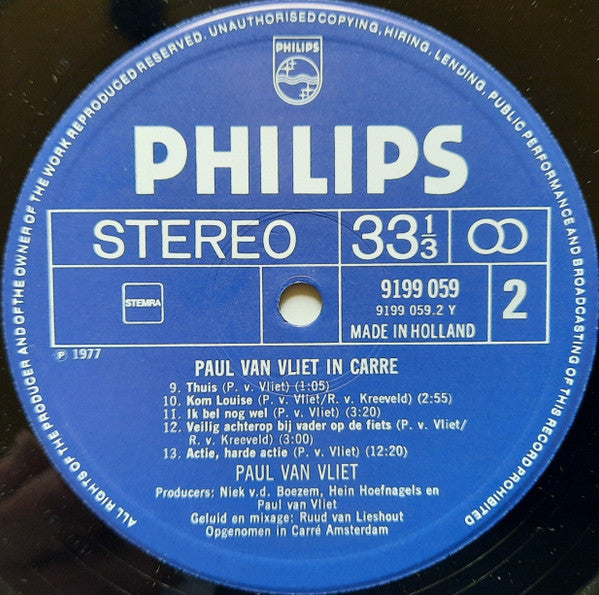 ALL RIGHTS OF THE PRODUCER AND OF THE OWNER OF THE WORK REPRODUCED RESERVED. UNAUTHORISED COPYING, HIRING, LENDING, PUBLIC PERFORMANCE AND BROADCASTING OF THIS RECORD PROHIBITED
PHILIPS
PHILIPS
STEREO 33 1/3
STEMRA
9199 059
9199 059.2 Y
2
MADE IN HOLLAND
℗ 1977
PAUL VAN VLIET IN CARRE
9. Thuis (P. v. Vliet) (1:05)
10. Kom Louise (P. v. Vliet/R. v. Kreeveld) (2:55)
11. Ik bel nog wel (P. v. Vliet) (3:20)
12. Veilig achterop bij vader op de fiets (P. v. Vliet/
R. v. Kreeveld) (3:00)
13. Actie, harde actie (P. v. Vliet) (12:20)
PAUL VAN VLIET
Producers: Niek v.d. Boezem, Hein Hoefnagels en
Paul van Vliet
Geluid en mixage: Ruud van Lieshout
Opgenomen in Carré Amsterdam